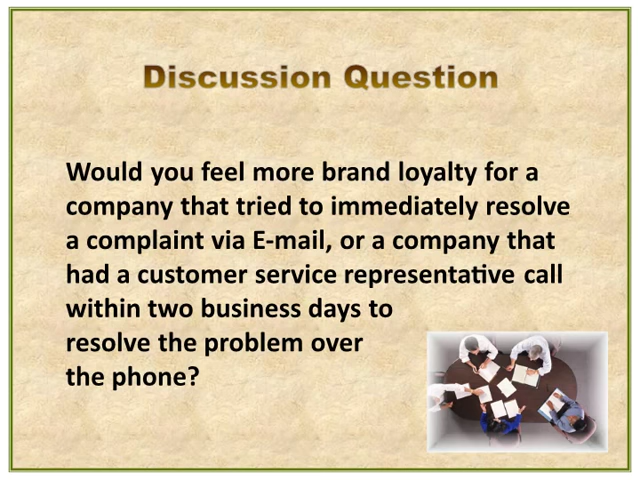 Discussion Question
Would you feel more brand loyalty for a
company that tried to immediately resolve
a complaint via E-mail, or a company that
had a customer service representative call
within two business days to
resolve the problem over
the phone?